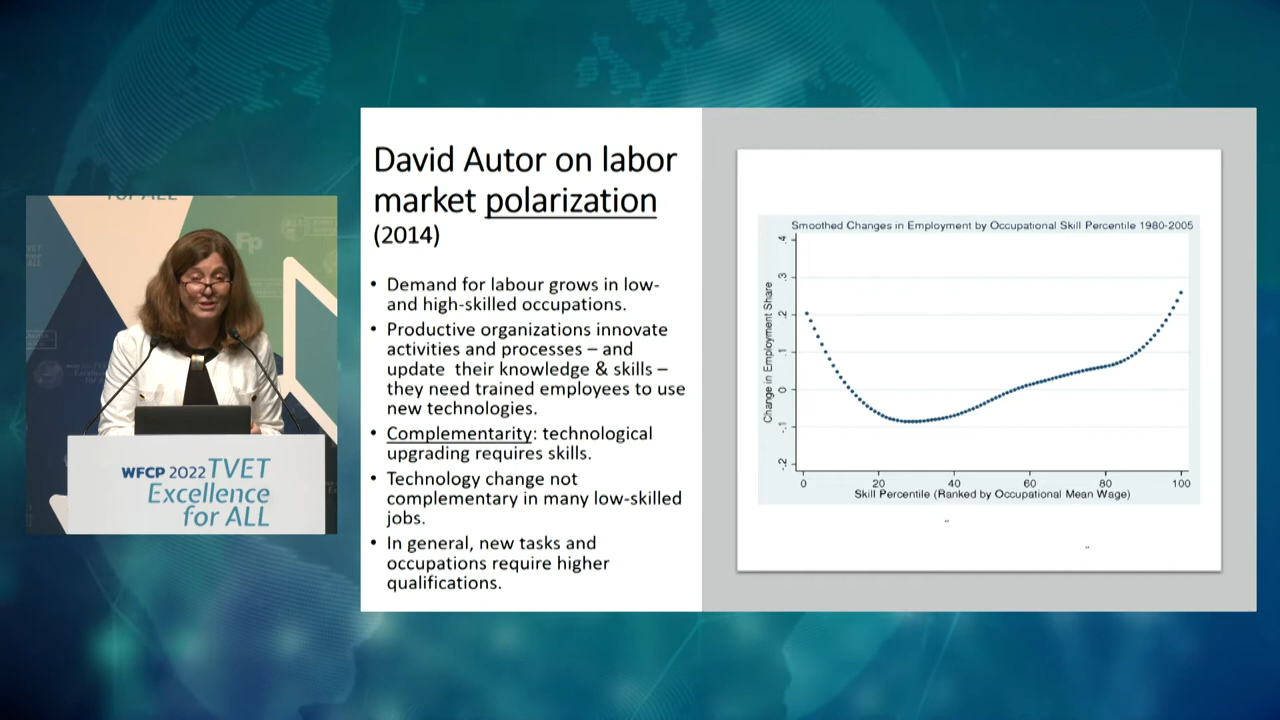 David Autor on labor
market polarization
(2014)
• Demand for labour grows in low-
and high-skilled occupations.
• Productive organizations innovate
activities and processes – and
update their knowledge & skills –
they need trained employees to use
new technologies.
• Complementarity: technological
upgrading requires skills.
• Technology change not
complementary in many low-skilled
jobs.
• In general, new tasks and
occupations require higher
qualifications.
Smoothed Changes in Employment by Occupational Skill Percentile 1980-2005
Change in Employment Share
.4
.3
.2
.1
0
-.1
-.2
0 20 40 60 80 100
Skill Percentile (Ranked by Occupational Mean Wage)
for ALL
WFCP 2022 TVET
Excellence
for ALL